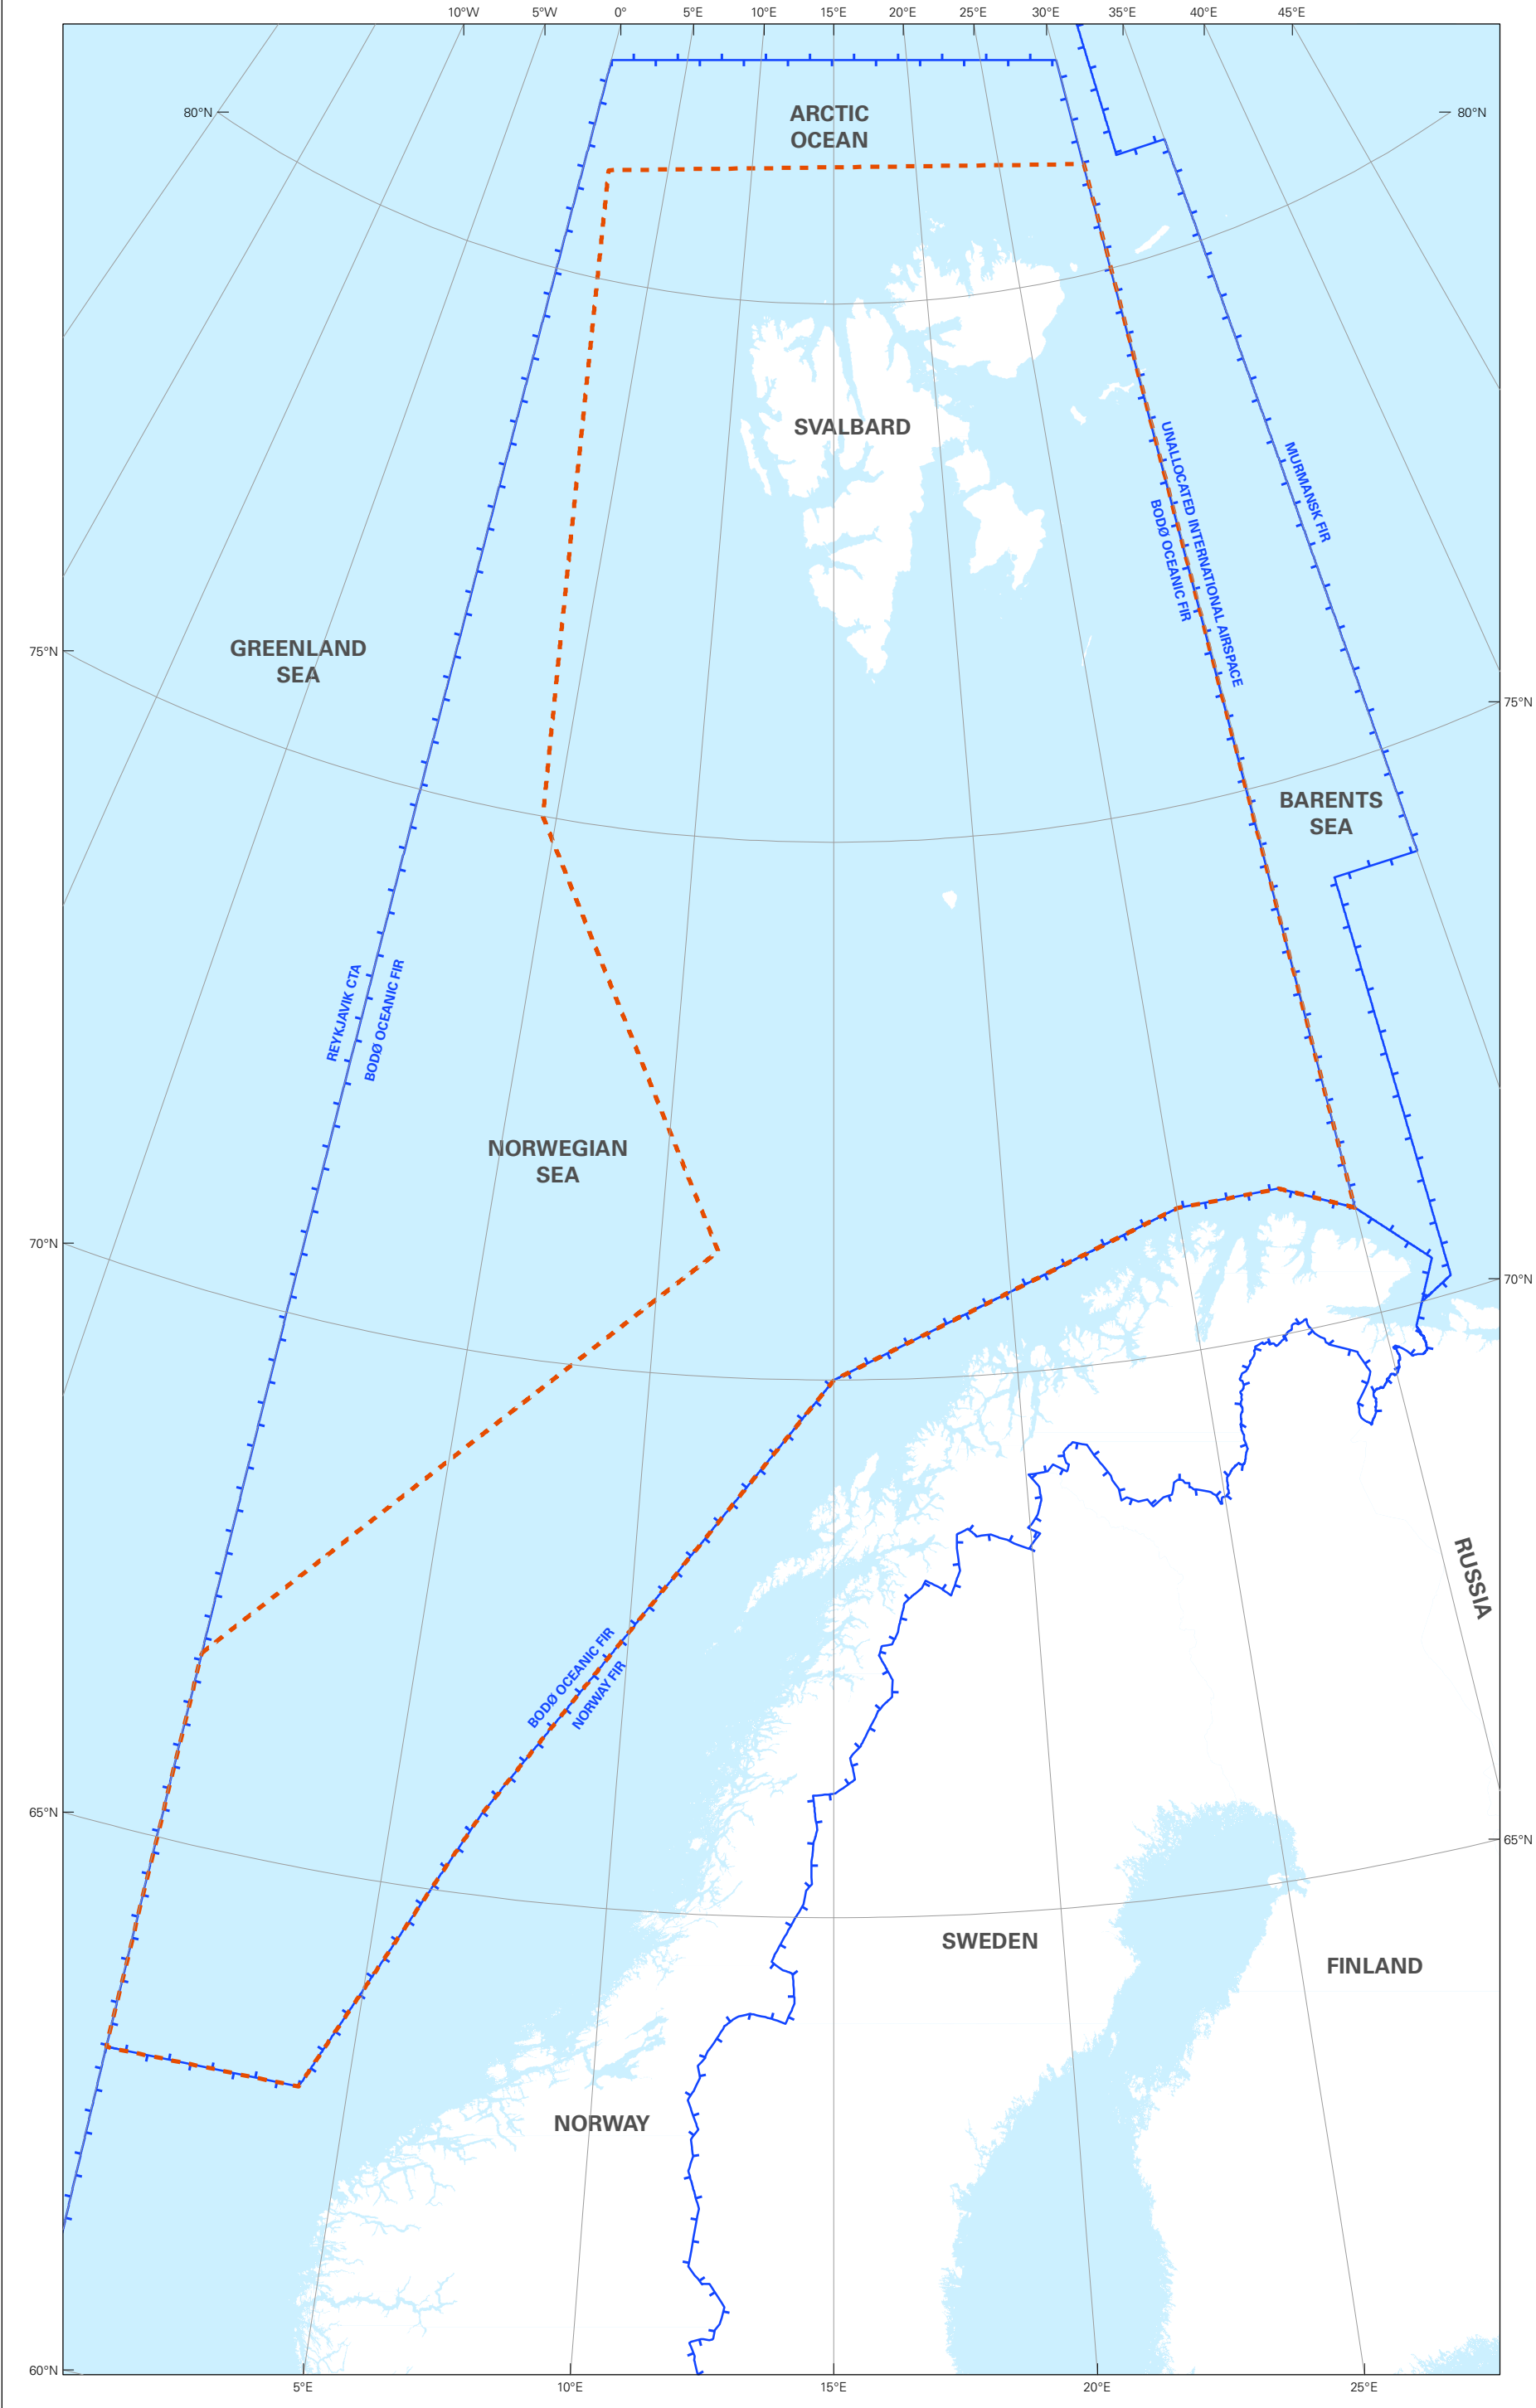 10°W 5°W 0° 5°E 10°E 15°E 20°E 25°E 30°E 35°E 40°E 45°E
80°N
80°N
ARCTIC
OCEAN
SVALBARD
UNALLOCATED INTERNATIONAL AIRSPACE
BODØ OCEANIC FIR
MURMANSK FIR
GREENLAND
SEA
75°N
75°N
BARENTS
SEA
REYKJAVIK CTA
BODØ OCEANIC FIR
NORWEGIAN
SEA
70°N
70°N
RUSSIA
BODØ OCEANIC FIR
NORWAY FIR
65°N
65°N
SWEDEN
FINLAND
NORWAY
60°N
5°E 10°E 15°E 20°E 25°E